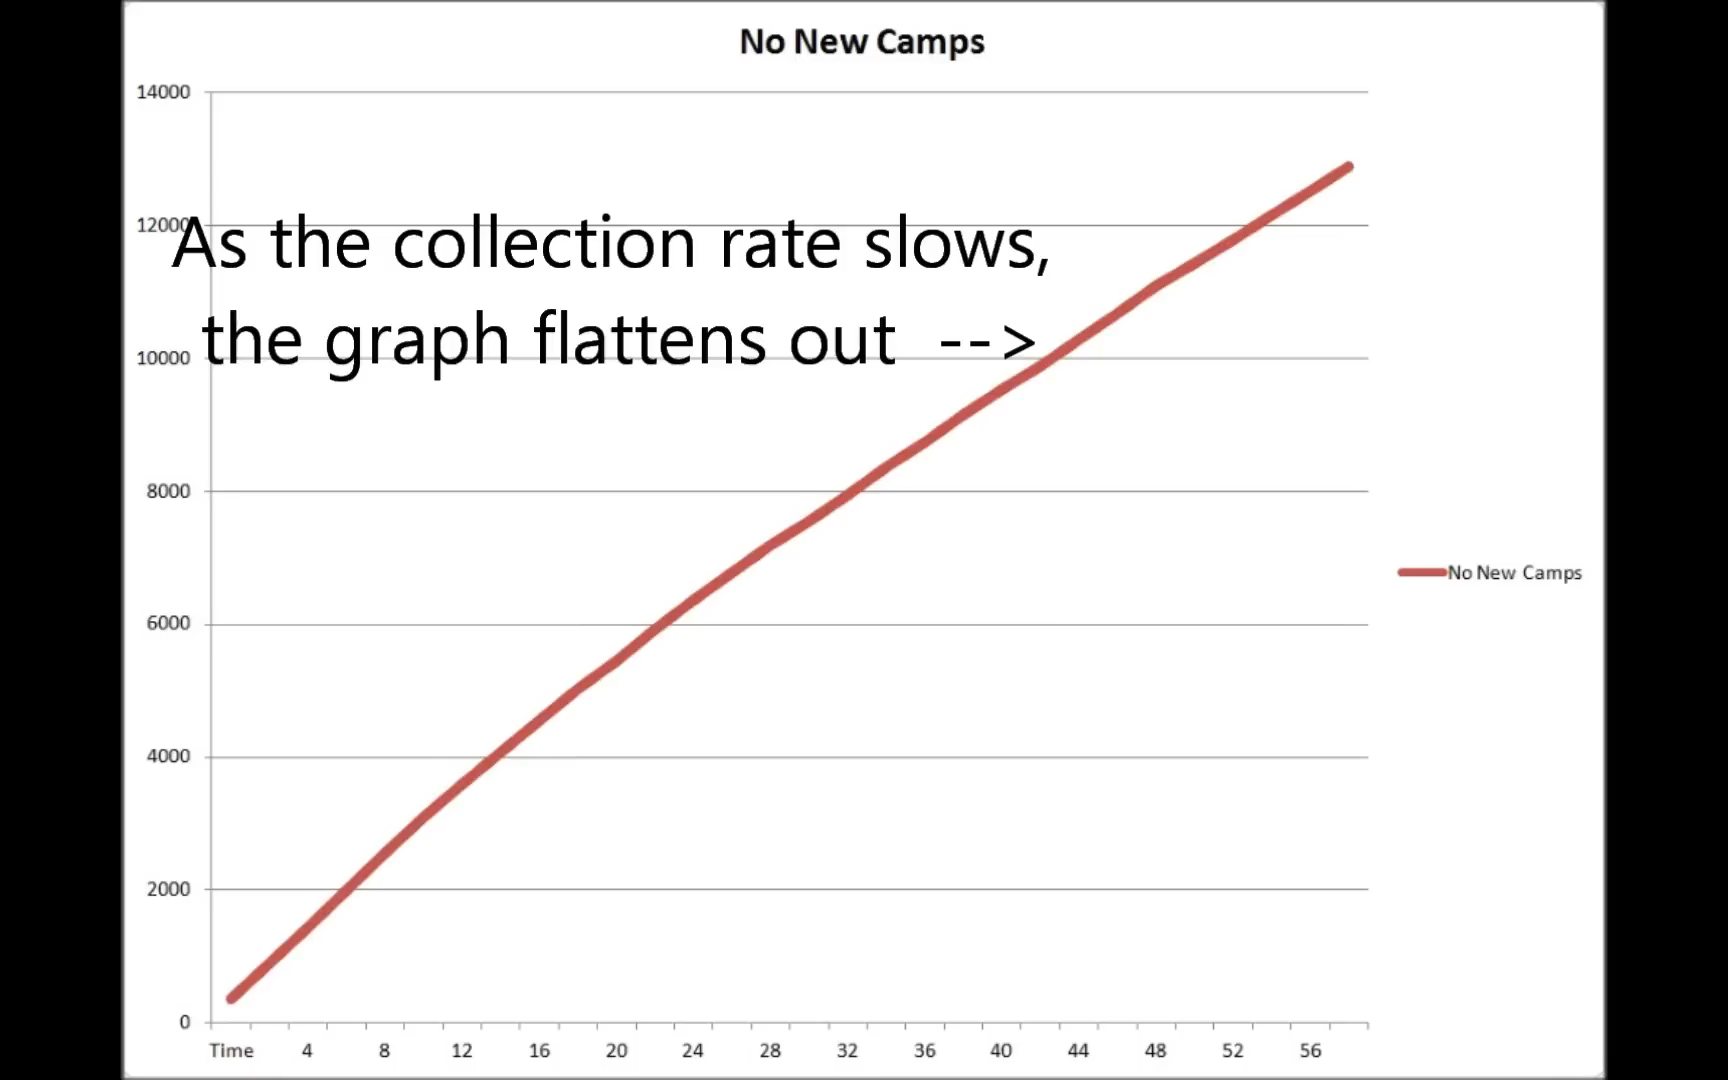 No New Camps
14000
12000
As the collection rate slows,
the graph flattens out -->
10000
8000
No New Camps
6000
4000
2000
0
Time 4 8 12 16 20 24 28 32 36 40 44 48 52 56